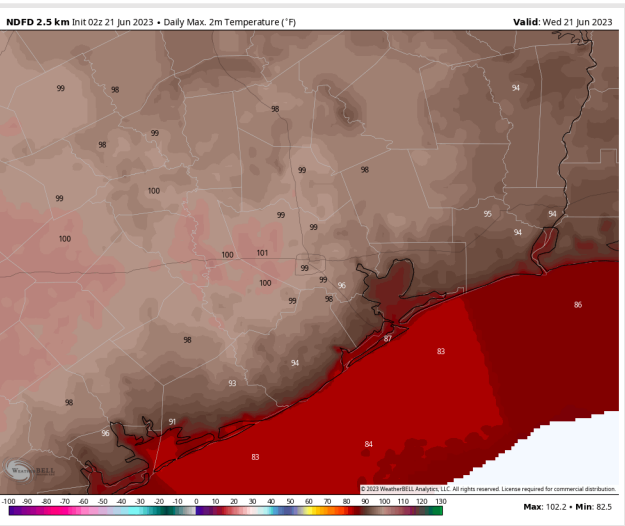 NDFD 2.5 km Init 02z 21 Jun 2023 • Daily Max. 2m Temperature (°F) Valid: Wed 21 Jun 2023
99 98 94
98
99
98
99 98
100
99
99 95 94
99 94
100
100 101
99
100 99 96
99 98 86
98 87
83
94
93
98
91
96
84
83
WeatherBELL
© 2023 WeatherBELL Analytics, LLC. All rights reserved. License required for commercial distribution.
-100 -90 -80 -70 -60 -50 -40 -30 -20 -10 0 10 20 30 40 50 60 70 80 90 100 110 120 130
Max: 102.2 • Min: 82.5